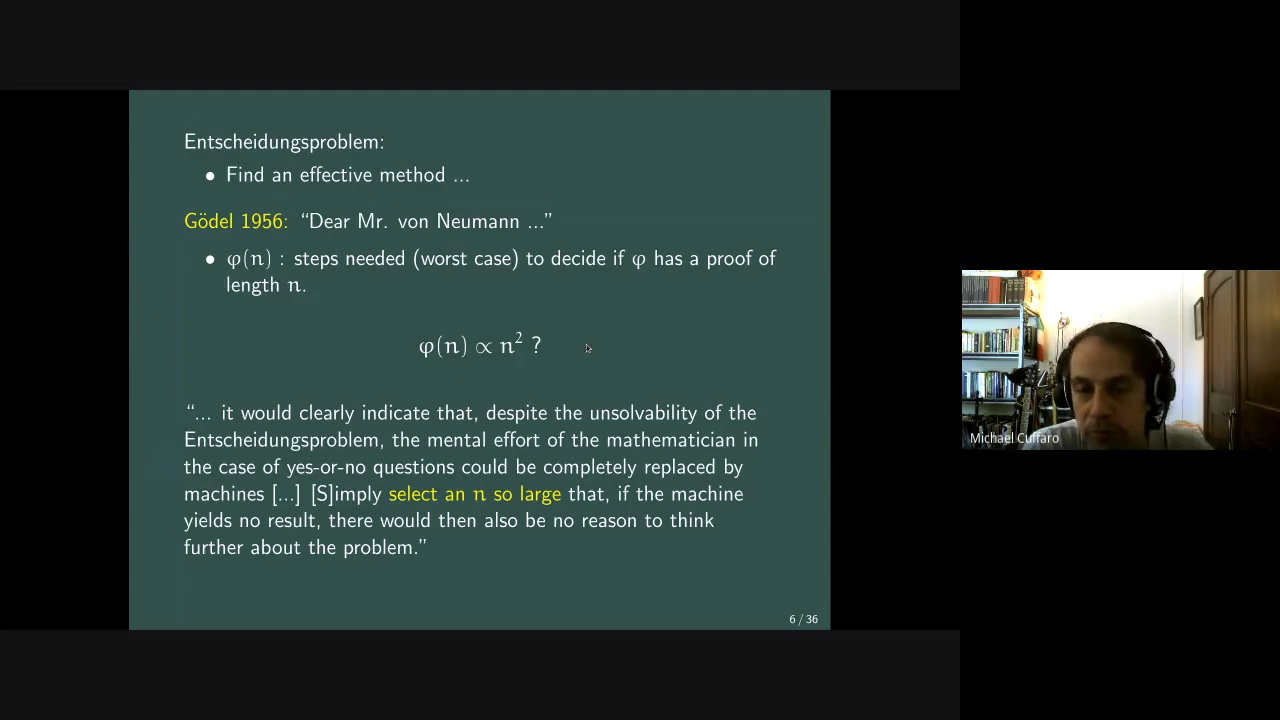 Entscheidungsproblem:
• Find an effective method ...
Gödel 1956: “Dear Mr. von Neumann ...”
• φ(n) : steps needed (worst case) to decide if φ has a proof of
length n.
φ(n) ∝ n² ?
“... it would clearly indicate that, despite the unsolvability of the
Entscheidungsproblem, the mental effort of the mathematician in
the case of yes-or-no questions could be completely replaced by
machines [...] [S]imply select an n so large that, if the machine
yields no result, there would then also be no reason to think
further about the problem.”
6 / 36
Michael Cuffaro